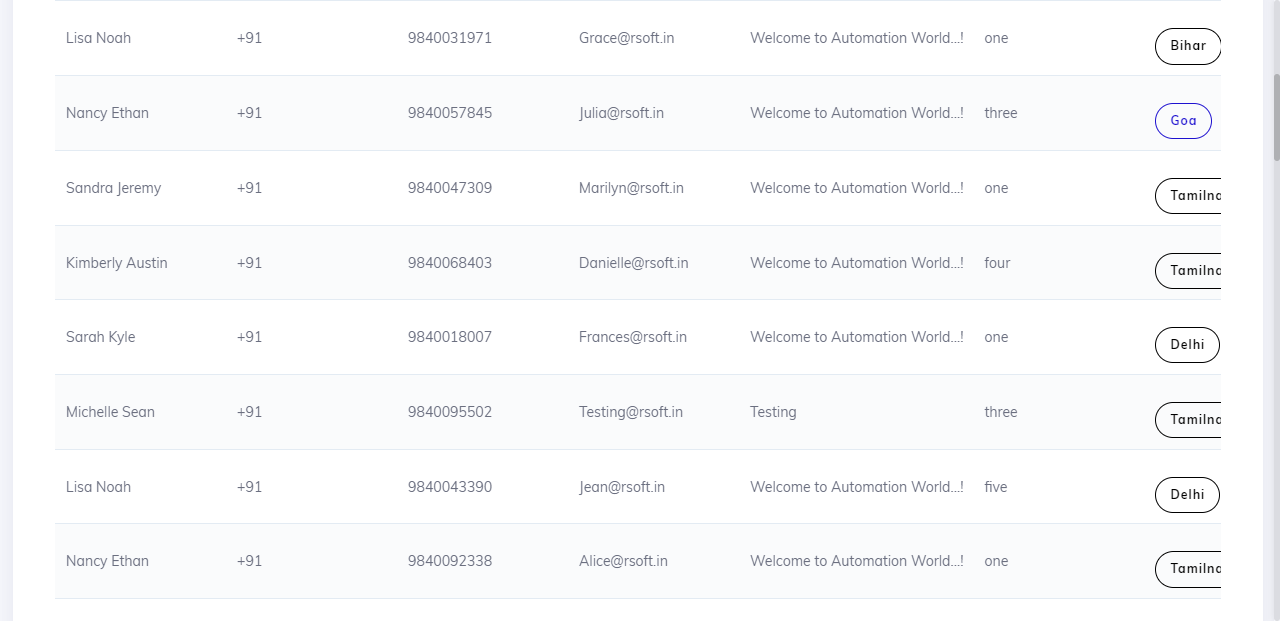 Lisa Noah +91 9840031971 Grace@rsoft.in Welcome to Automation World...! one Bihar
Nancy Ethan +91 9840057845 Julia@rsoft.in Welcome to Automation World...! three Goa
Sandra Jeremy +91 9840047309 Marilyn@rsoft.in Welcome to Automation World...! one Tamilna
Kimberly Austin +91 9840068403 Danielle@rsoft.in Welcome to Automation World...! four Tamilna
Sarah Kyle +91 9840018007 Frances@rsoft.in Welcome to Automation World...! one Delhi
Michelle Sean +91 9840095502 Testing@rsoft.in Testing three Tamilna
Lisa Noah +91 9840043390 Jean@rsoft.in Welcome to Automation World...! five Delhi
Nancy Ethan +91 9840092338 Alice@rsoft.in Welcome to Automation World...! one Tamilna